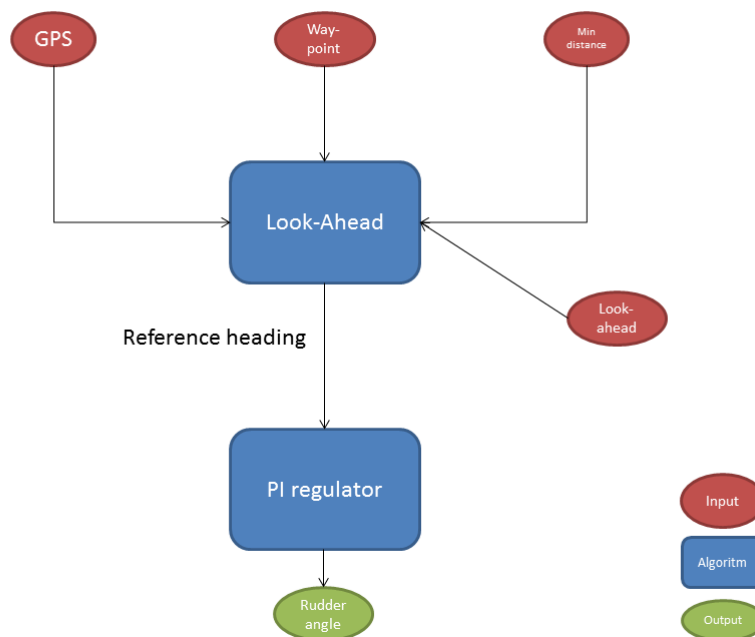 GPS
Way-
point
Min
distance
Look-Ahead
Look-
ahead
Reference heading
PI regulator
Rudder
angle
Input
Algoritm
Output